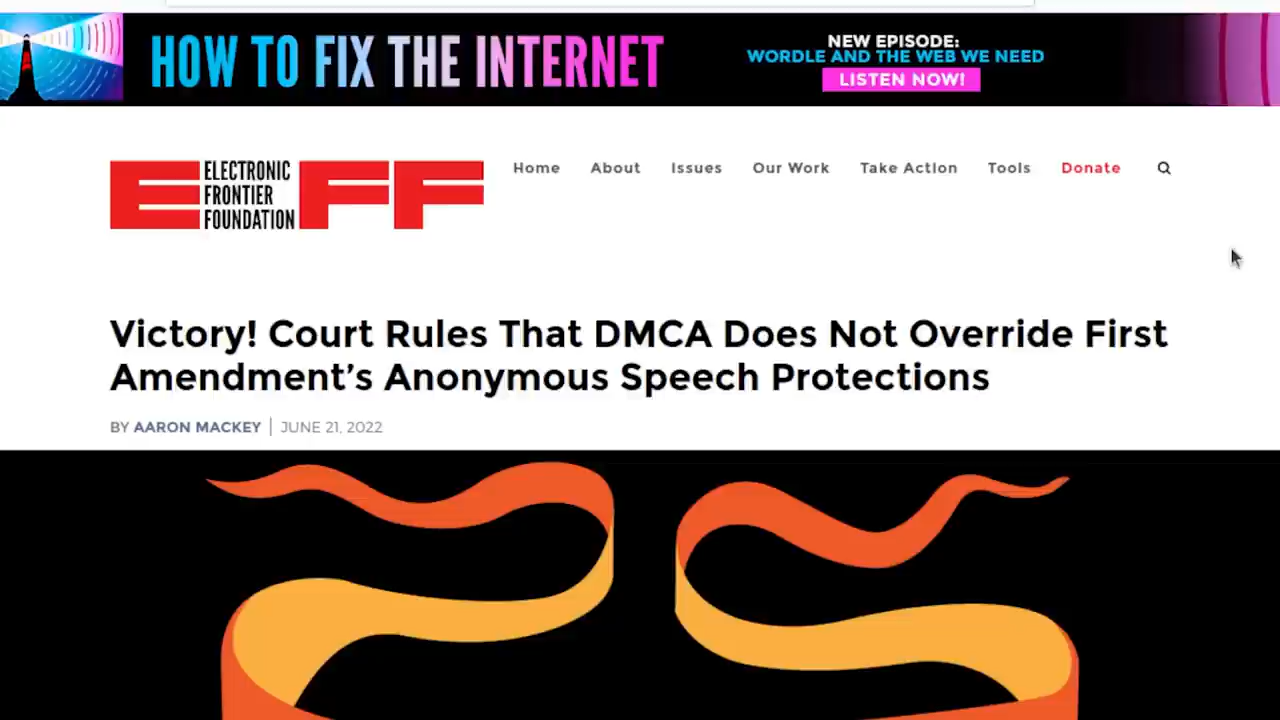 HOW TO FIX THE INTERNET
NEW EPISODE:
WORDLE AND THE WEB WE NEED
LISTEN NOW!
EFF
ELECTRONIC
FRONTIER
FOUNDATION
Home About Issues Our Work Take Action Tools Donate
Victory! Court Rules That DMCA Does Not Override First
Amendment’s Anonymous Speech Protections
BY AARON MACKEY | JUNE 21, 2022